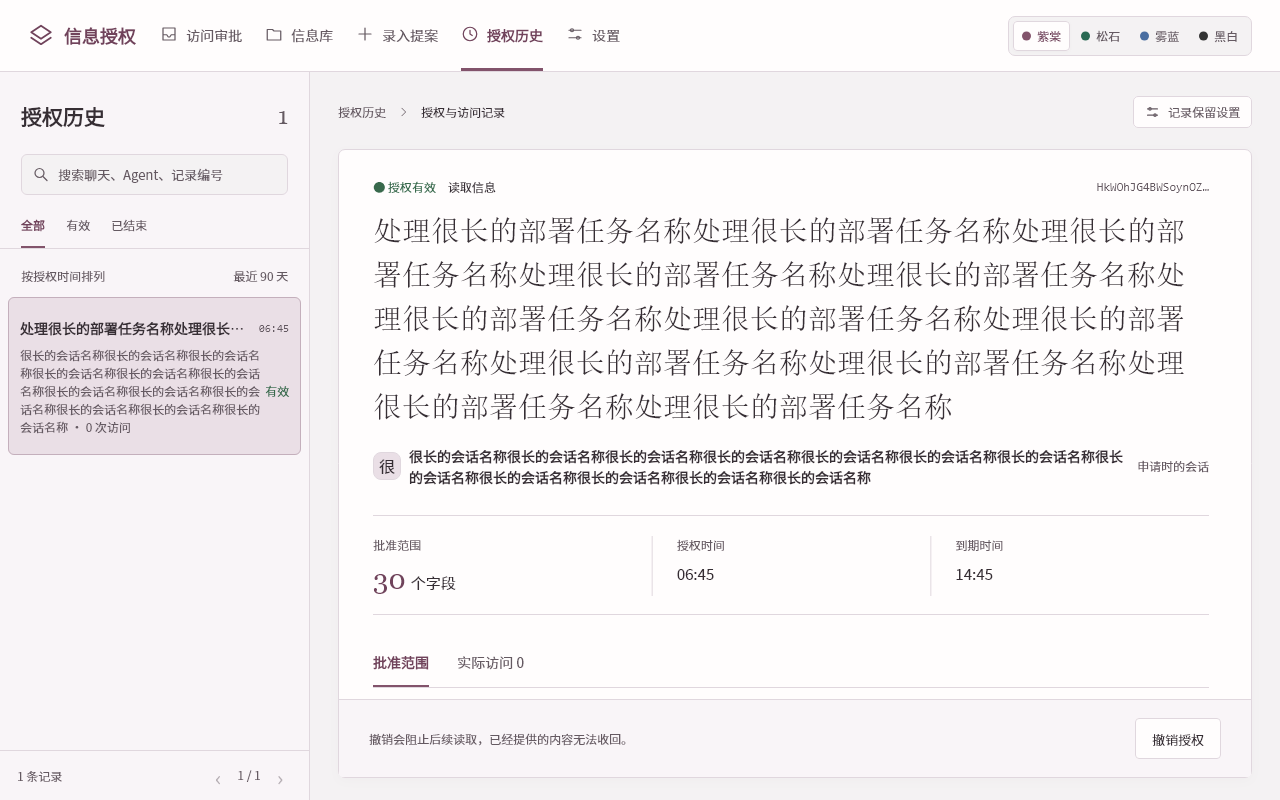 信息授权
访问审批
信息库
录入提案
授权历史
设置
紫棠
松石
雾蓝
黑白
授权历史
1
搜索聊天、Agent、记录编号
全部
有效
已结束
按授权时间排列
最近 90 天
处理很长的部署任务名称处理很长…
06:45
很长的会话名称很长的会话名称很长的会话名
称很长的会话名称很长的会话名称很长的会话
名称很长的会话名称很长的会话名称很长的会
话名称很长的会话名称很长的会话名称很长的
会话名称 · 0 次访问
有效
1 条记录
‹
1 / 1
›
授权历史
授权与访问记录
记录保留设置
授权有效
读取信息
HkWOhJG4BWSoynOZ…
处理很长的部署任务名称处理很长的部署任务名称处理很长的部
署任务名称处理很长的部署任务名称处理很长的部署任务名称处
理很长的部署任务名称处理很长的部署任务名称处理很长的部署
任务名称处理很长的部署任务名称处理很长的部署任务名称处理
很长的部署任务名称处理很长的部署任务名称
很
很长的会话名称很长的会话名称很长的会话名称很长的会话名称很长的会话名称很长的会话名称很长的会话名称很长
的会话名称很长的会话名称很长的会话名称很长的会话名称很长的会话名称
申请时的会话
批准范围
30 个字段
授权时间
06:45
到期时间
14:45
批准范围
实际访问 0
撤销会阻止后续读取，已经提供的内容无法收回。
撤销授权